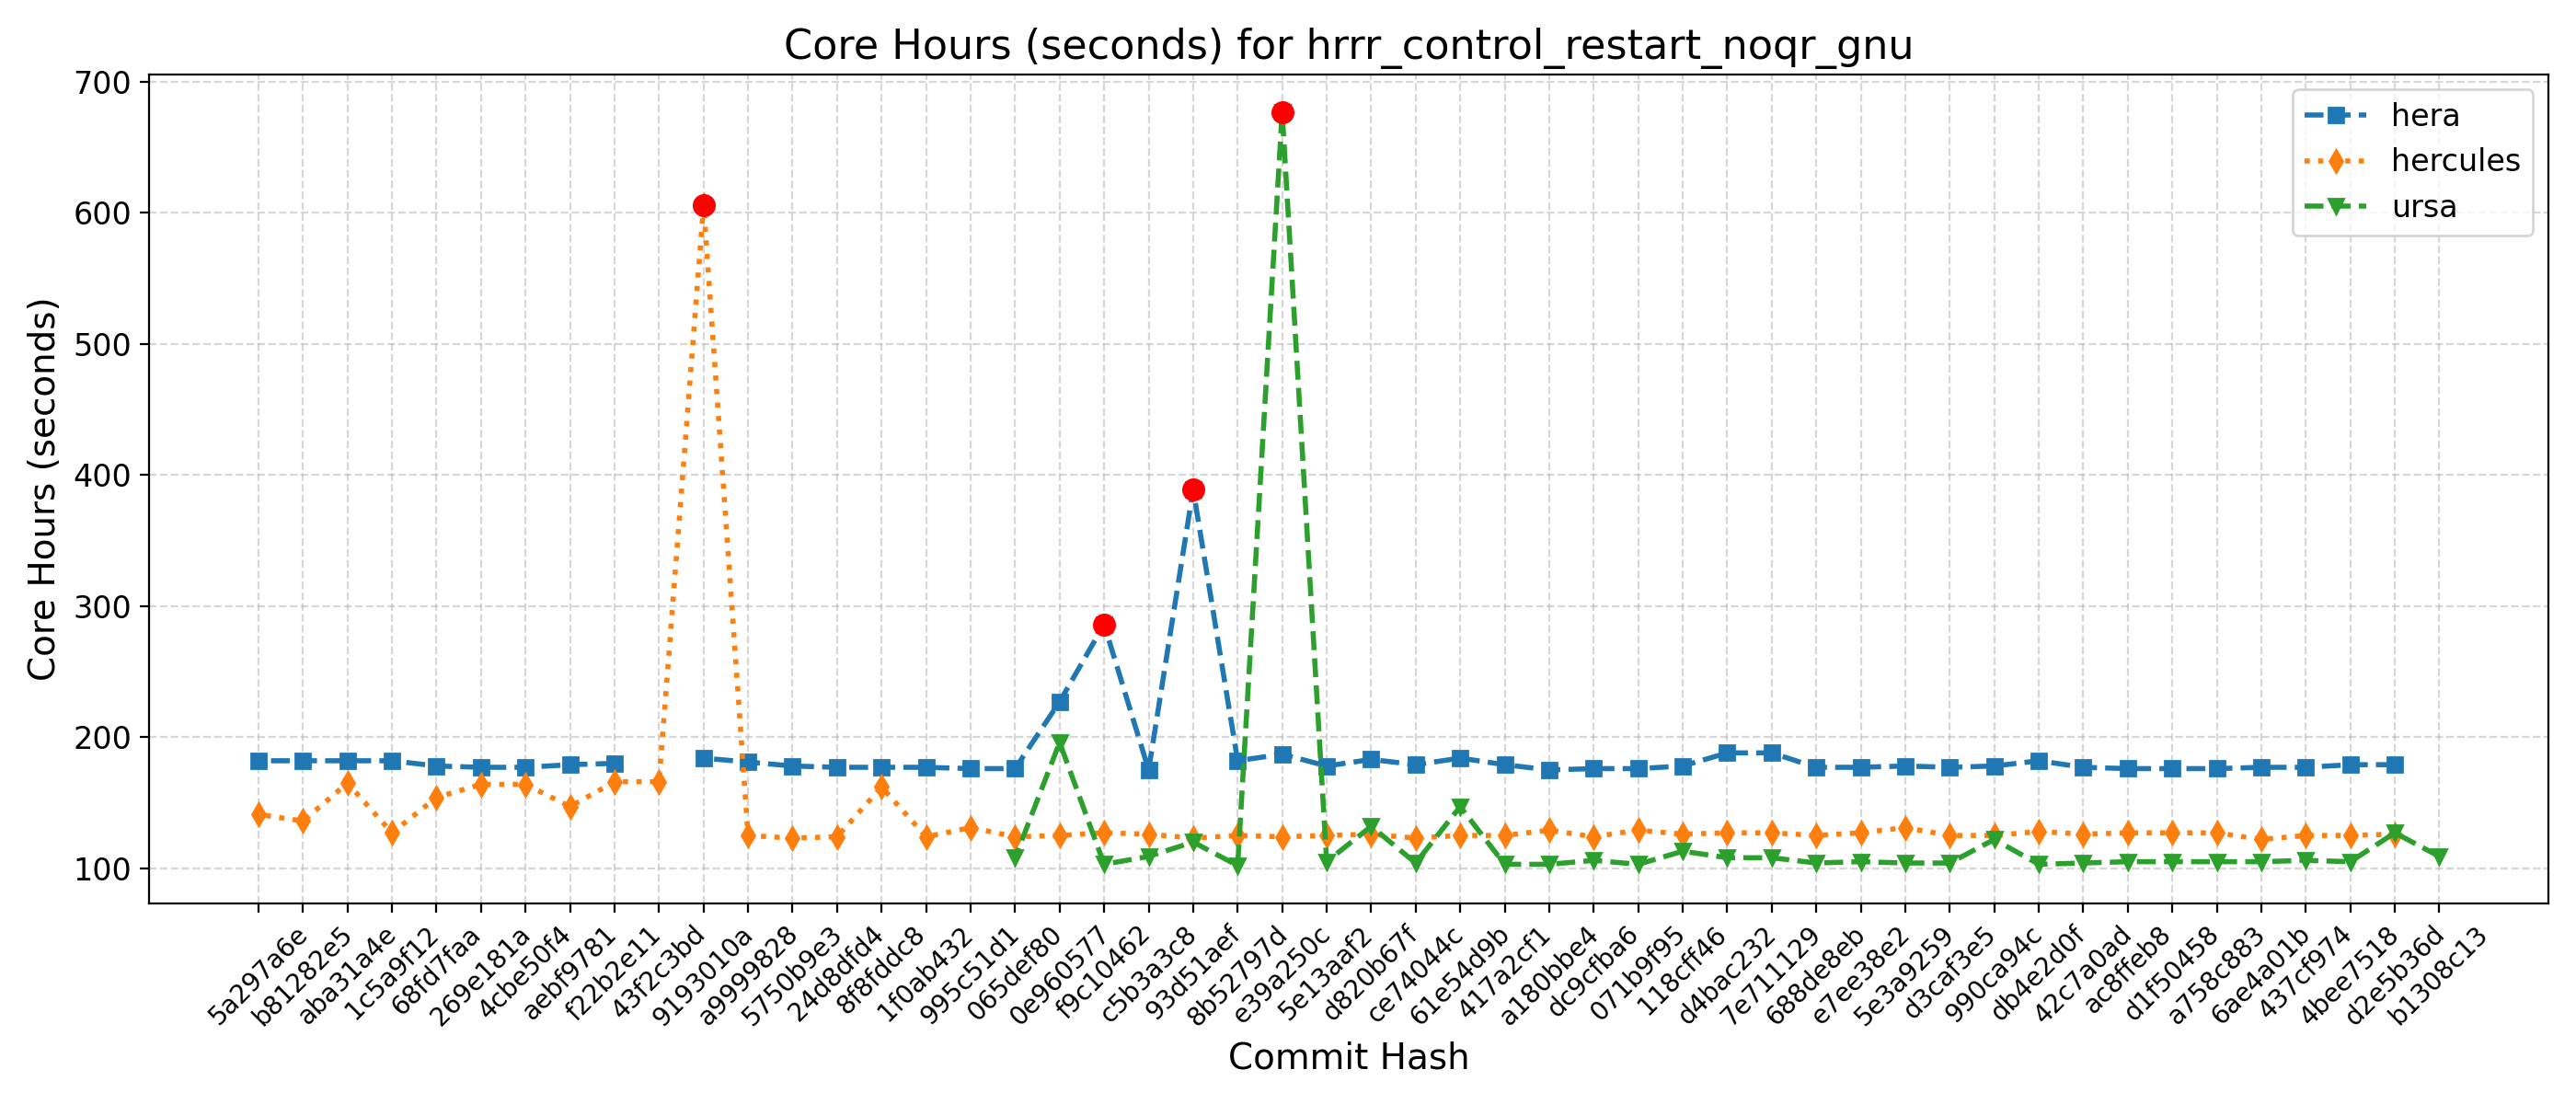 Core Hours (seconds) for hrrr_control_restart_noqr_gnu
700
600
500
400
300
200
100
Core Hours (seconds)
hera
hercules
ursa
5a297a6e
b81282e5
aba31a4e
1c5a9f12
68fd7faa
269e181a
4cbe50f4
aebf9781
f22b2e11
43f2c3bd
9193010a
a9999828
5750b9e3
24d8dfd4
8f8fddc8
1f0ab432
995c51d1
065def80
0e960577
f9c10462
c5b3a3c8
93d51aef
8b52797d
e39a250c
5e13aaf2
d820b67f
ce74044c
61e54d9b
417a2cf1
a180bbe4
dc9cfba6
071b9f95
118cff46
d4bac232
7e711129
688de8eb
e7ee38e2
5e3a9259
d3caf3e5
990ca94c
db4e2d0f
42c7a0ad
ac8ffeb8
d1f50458
a758c883
6ae4a01b
437cf974
4bee7518
d2e5b36d
b1308c13
Commit Hash